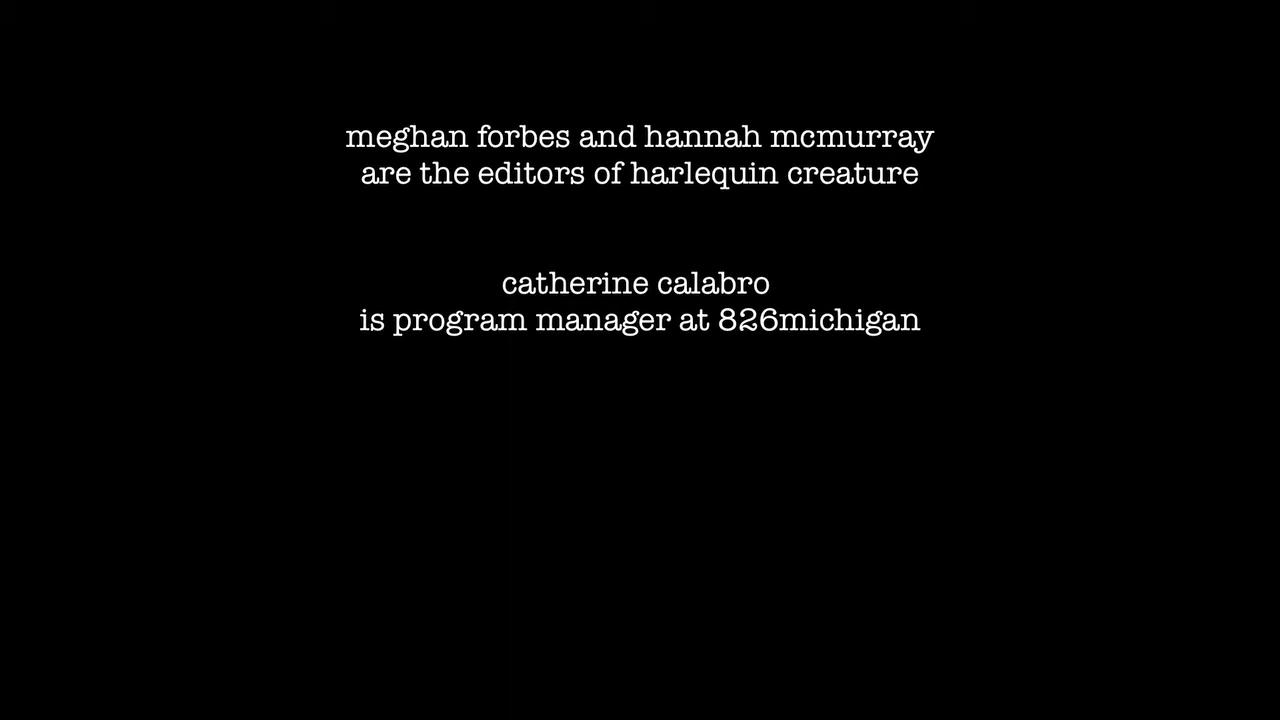 meghan forbes and hannah mcmurray
are the editors of harlequin creature
catherine calabro
is program manager at 826michigan